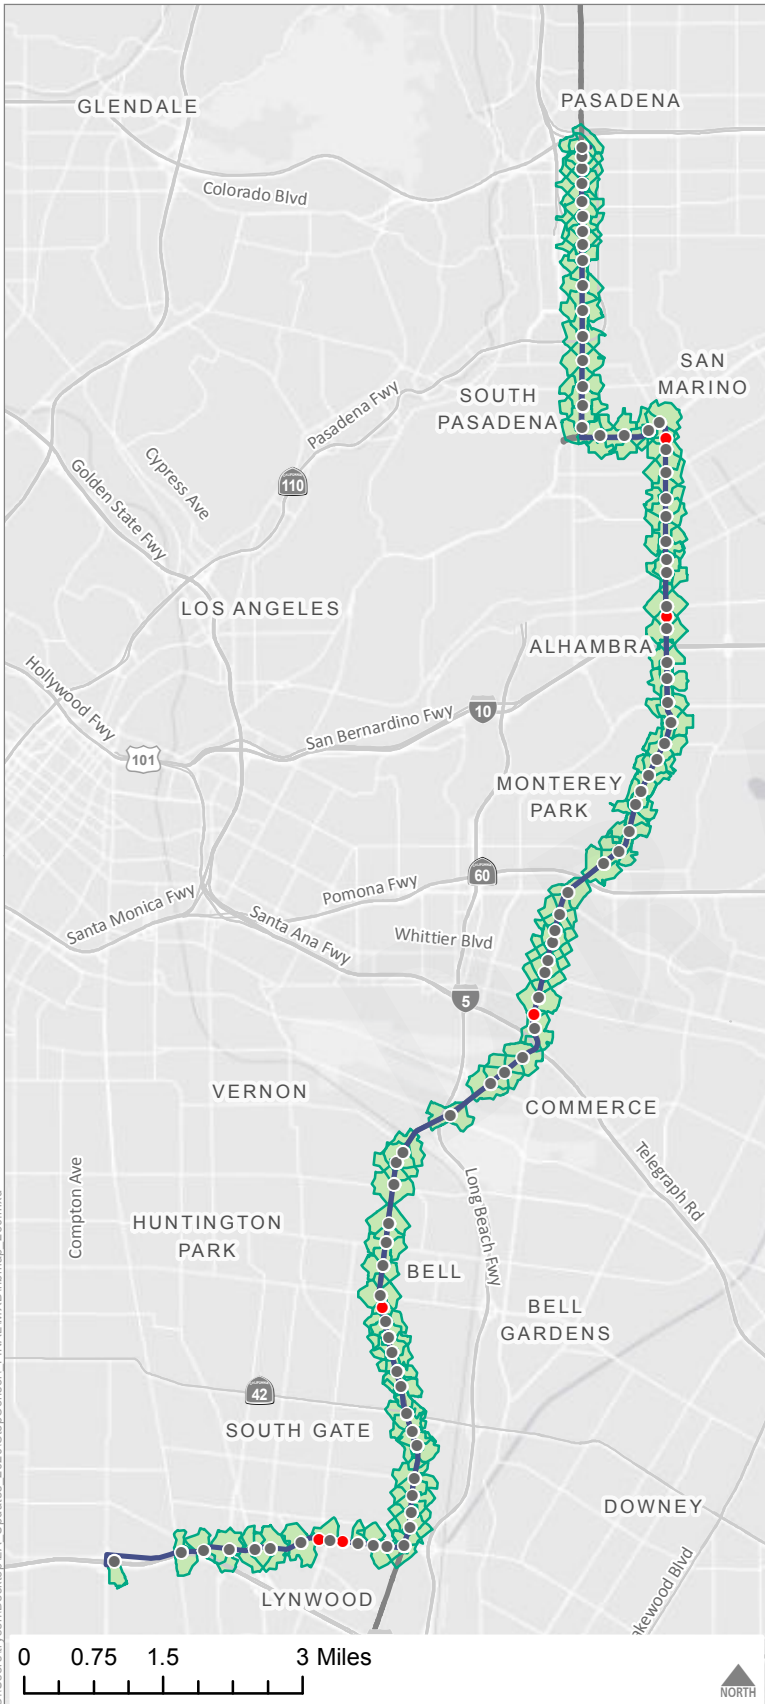 PASADENA
GLENDALE
Colorado Blvd
SAN
MARINO
SOUTH
PASADENA
Pasadena Fwy
110
Cypress Ave
Golden State Fwy
LOS ANGELES
ALHAMBRA
Hollywood Fwy
10
San Bernardino Fwy
101
MONTEREY
PARK
60
Pomona Fwy
Santa Monica Fwy
Santa Ana Fwy
Whittier Blvd
5
VERNON
COMMERCE
Telegraph Rd
Compton Ave
Long Beach Fwy
HUNTINGTON
PARK
BELL
BELL
GARDENS
42
SOUTH GATE
DOWNEY
LYNWOOD
akewood Blvd
0 0.75 1.5 3 Miles
NORTH